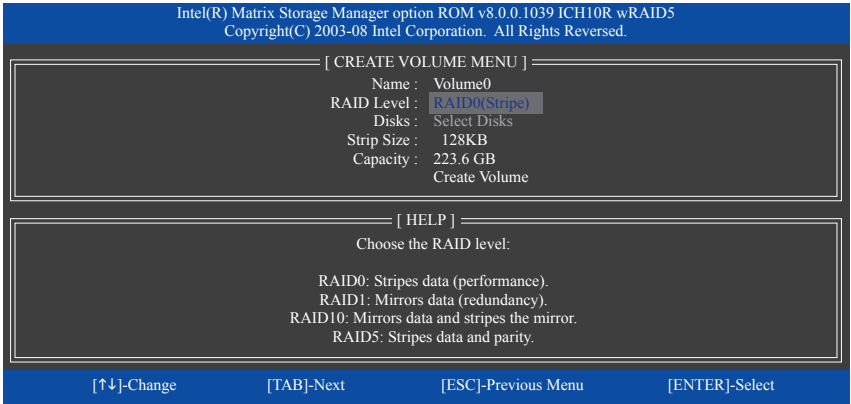 Intel(R) Matrix Storage Manager option ROM v8.0.0.1039 ICH10R wRAID5
Copyright(C) 2003-08 Intel Corporation. All Rights Reversed.
[ CREATE VOLUME MENU ]
Name : Volume0
RAID Level : RAID0(Stripe)
Disks : Select Disks
Strip Size : 128KB
Capacity : 223.6 GB
Create Volume
[ HELP ]
Choose the RAID level:
RAID0: Stripes data (performance).
RAID1: Mirrors data (redundancy).
RAID10: Mirrors data and stripes the mirror.
RAID5: Stripes data and parity.
[↑↓]-Change [TAB]-Next [ESC]-Previous Menu [ENTER]-Select